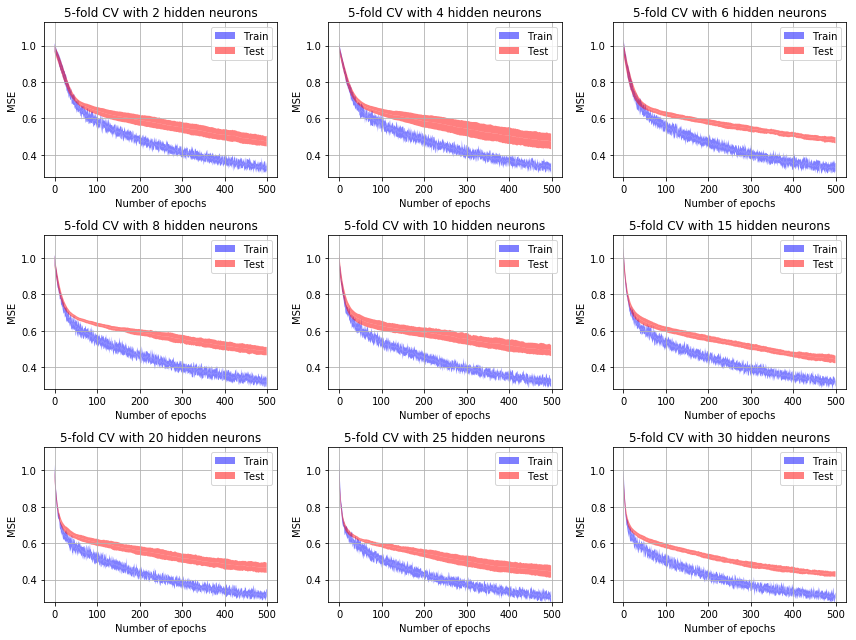 5-fold CV with 2 hidden neurons
5-fold CV with 4 hidden neurons
5-fold CV with 6 hidden neurons
Train
Test
Train
Test
Train
Test
MSE
1.0
0.8
0.6
0.4
MSE
1.0
0.8
0.6
0.4
MSE
1.0
0.8
0.6
0.4
0 100 200 300 400 500
0 100 200 300 400 500
0 100 200 300 400 500
Number of epochs
Number of epochs
Number of epochs
5-fold CV with 8 hidden neurons
5-fold CV with 10 hidden neurons
5-fold CV with 15 hidden neurons
Train
Test
Train
Test
Train
Test
MSE
1.0
0.8
0.6
0.4
MSE
1.0
0.8
0.6
0.4
MSE
1.0
0.8
0.6
0.4
0 100 200 300 400 500
0 100 200 300 400 500
0 100 200 300 400 500
Number of epochs
Number of epochs
Number of epochs
5-fold CV with 20 hidden neurons
5-fold CV with 25 hidden neurons
5-fold CV with 30 hidden neurons
Train
Test
Train
Test
Train
Test
MSE
1.0
0.8
0.6
0.4
MSE
1.0
0.8
0.6
0.4
MSE
1.0
0.8
0.6
0.4
0 100 200 300 400 500
0 100 200 300 400 500
0 100 200 300 400 500
Number of epochs
Number of epochs
Number of epochs